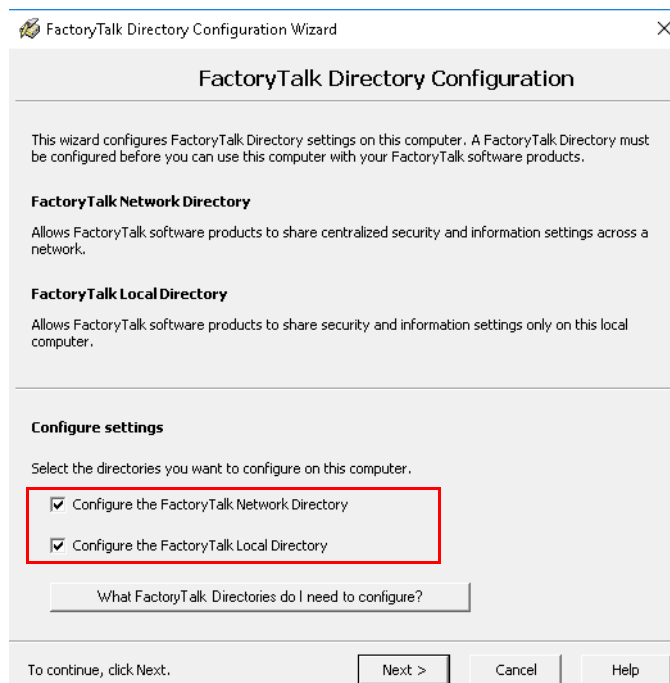 FactoryTalk Directory Configuration Wizard
FactoryTalk Directory Configuration
This wizard configures FactoryTalk Directory settings on this computer. A FactoryTalk Directory must
be configured before you can use this computer with your FactoryTalk software products.
FactoryTalk Network Directory
Allows FactoryTalk software products to share centralized security and information settings across a
network.
FactoryTalk Local Directory
Allows FactoryTalk software products to share security and information settings only on this local
computer.
Configure settings
Select the directories you want to configure on this computer.
Configure the FactoryTalk Network Directory
Configure the FactoryTalk Local Directory
What FactoryTalk Directories do I need to configure?
To continue, click Next.
Next >
Cancel
Help